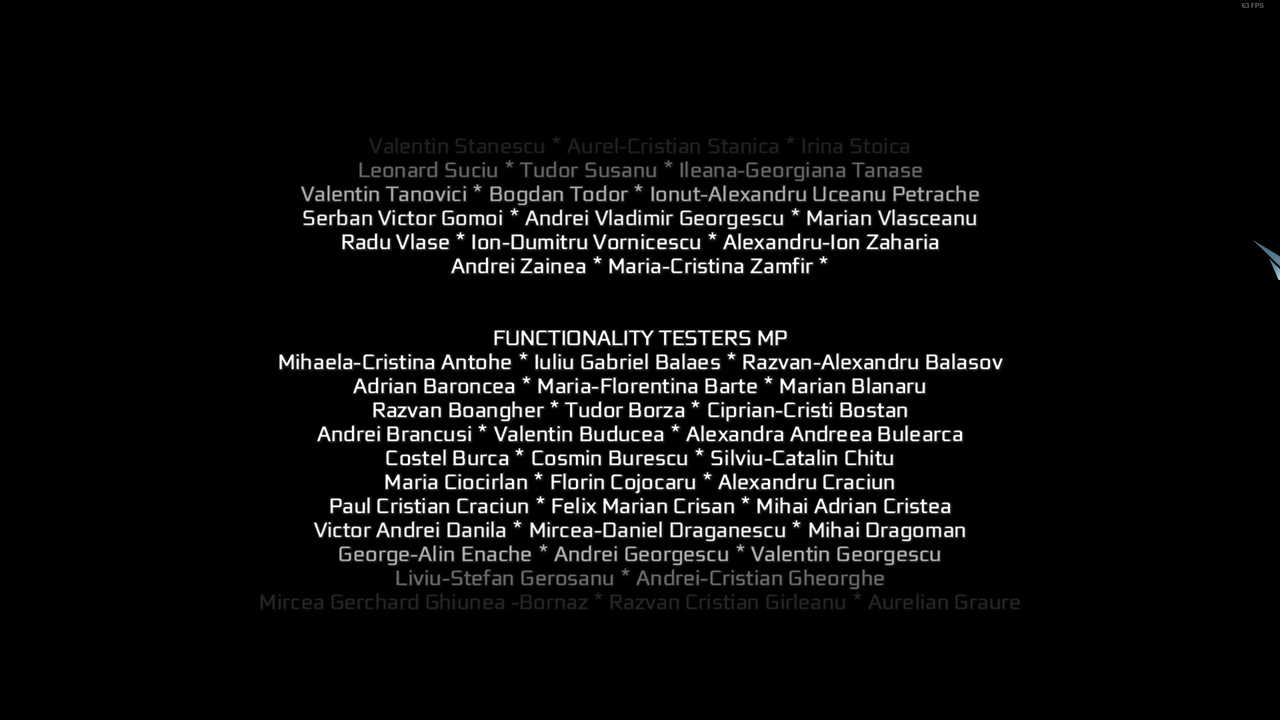 63 FPS
Valentin Stanescu * Aurel-Cristian Stanica * Irina Stoica
Leonard Suciu * Tudor Susanu * Ileana-Georgiana Tanase
Valentin Tanovici * Bogdan Todor * Ionut-Alexandru Uceanu Petrache
Serban Victor Gomoi * Andrei Vladimir Georgescu * Marian Vlasceanu
Radu Vlase * Ion-Dumitru Vornicescu * Alexandru-Ion Zaharia
Andrei Zainea * Maria-Cristina Zamfir *
FUNCTIONALITY TESTERS MP
Mihaela-Cristina Antohe * Iuliu Gabriel Balaes * Razvan-Alexandru Balasov
Adrian Baroncea * Maria-Florentina Barte * Marian Blanaru
Razvan Boangher * Tudor Borza * Ciprian-Cristi Bostan
Andrei Brancusi * Valentin Buducea * Alexandra Andreea Bulearca
Costel Burca * Cosmin Burescu * Silviu-Catalin Chitu
Maria Ciocirlan * Florin Cojocaru * Alexandru Craciun
Paul Cristian Craciun * Felix Marian Crisan * Mihai Adrian Cristea
Victor Andrei Danila * Mircea-Daniel Draganescu * Mihai Dragoman
George-Alin Enache * Andrei Georgescu * Valentin Georgescu
Liviu-Stefan Gerosanu * Andrei-Cristian Gheorghe
Mircea Gerchard Ghiunea -Bornaz * Razvan Cristian Girleanu * Aurelian Graure